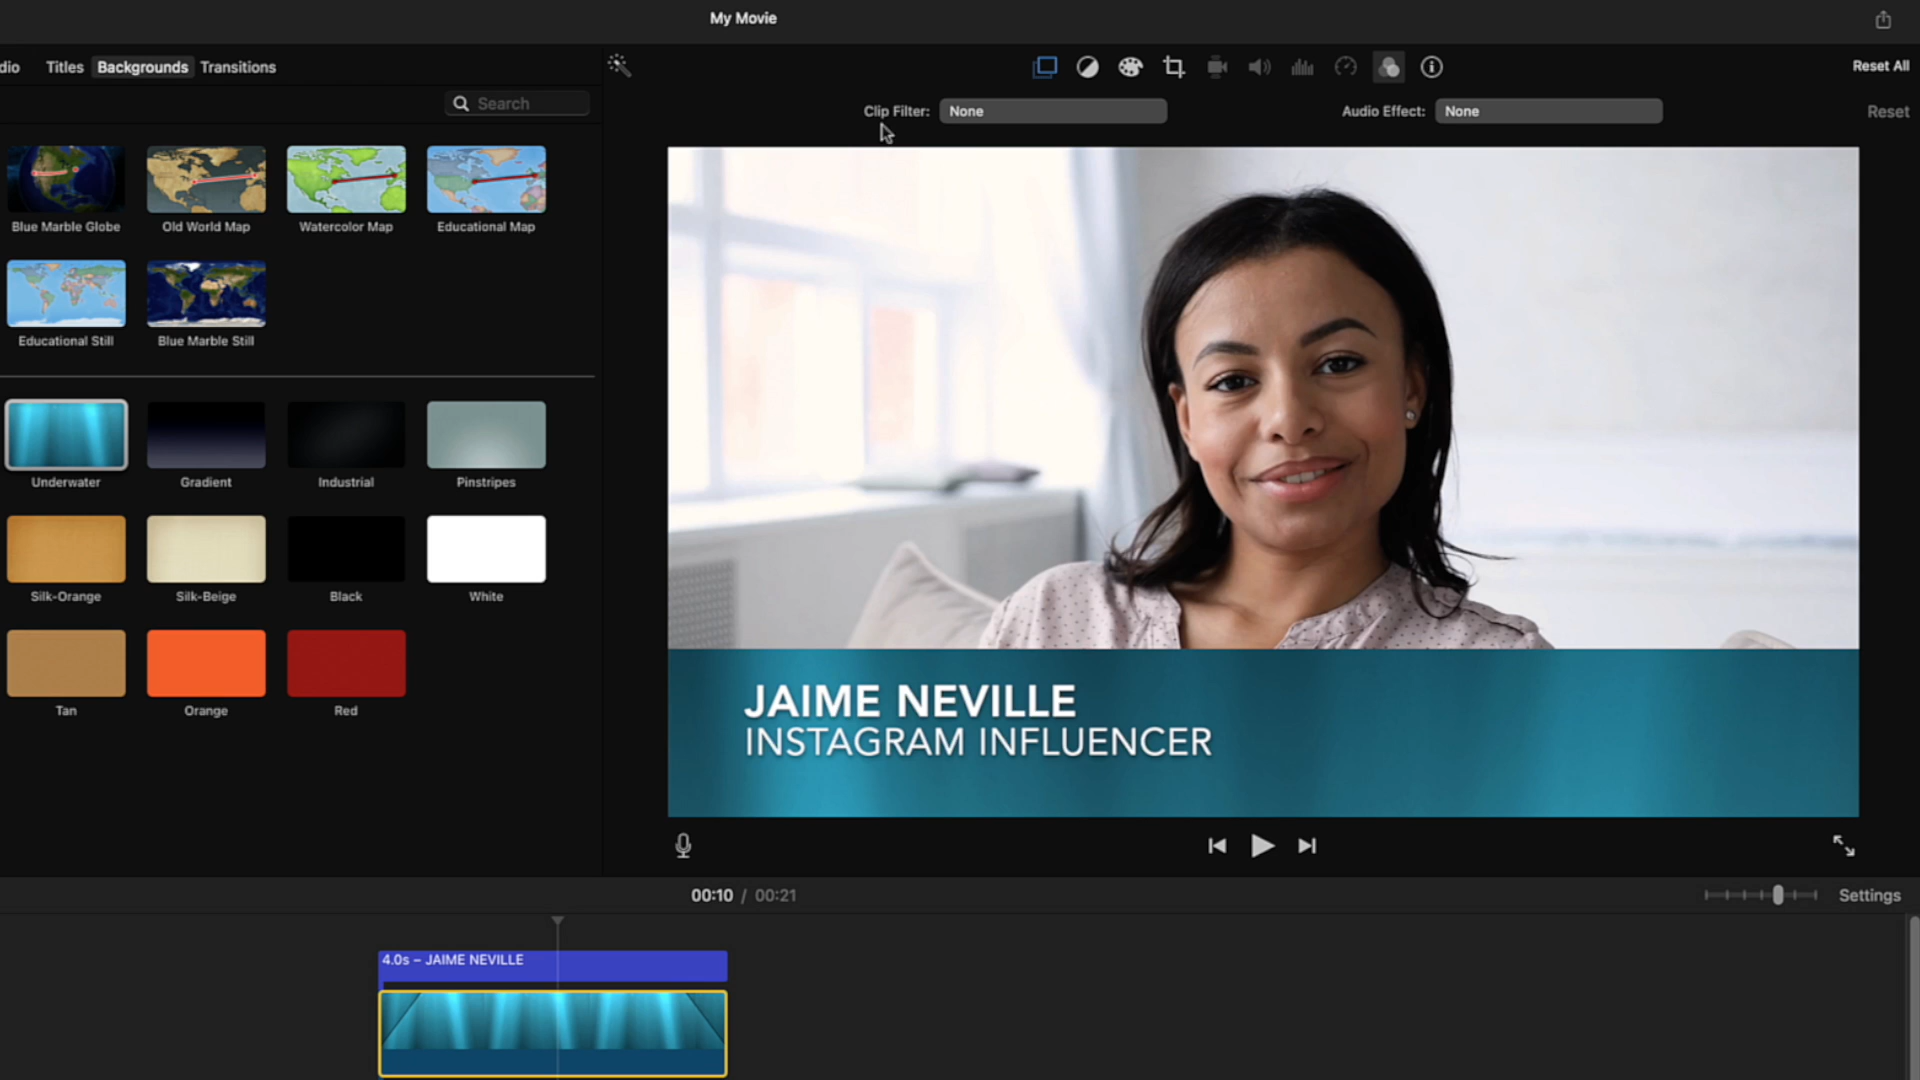 My Movie
dio Titles Backgrounds Transitions
Reset All
Search
Clip Filter: None
Audio Effect: None
Reset
Blue Marble Globe
Old World Map
Watercolor Map
Educational Map
Educational Still
Blue Marble Still
Underwater
Gradient
Industrial
Pinstripes
Silk-Orange
Silk-Beige
Black
White
Tan
Orange
Red
JAIME NEVILLE
INSTAGRAM INFLUENCER
00:10 / 00:21
Settings
4.0s – JAIME NEVILLE